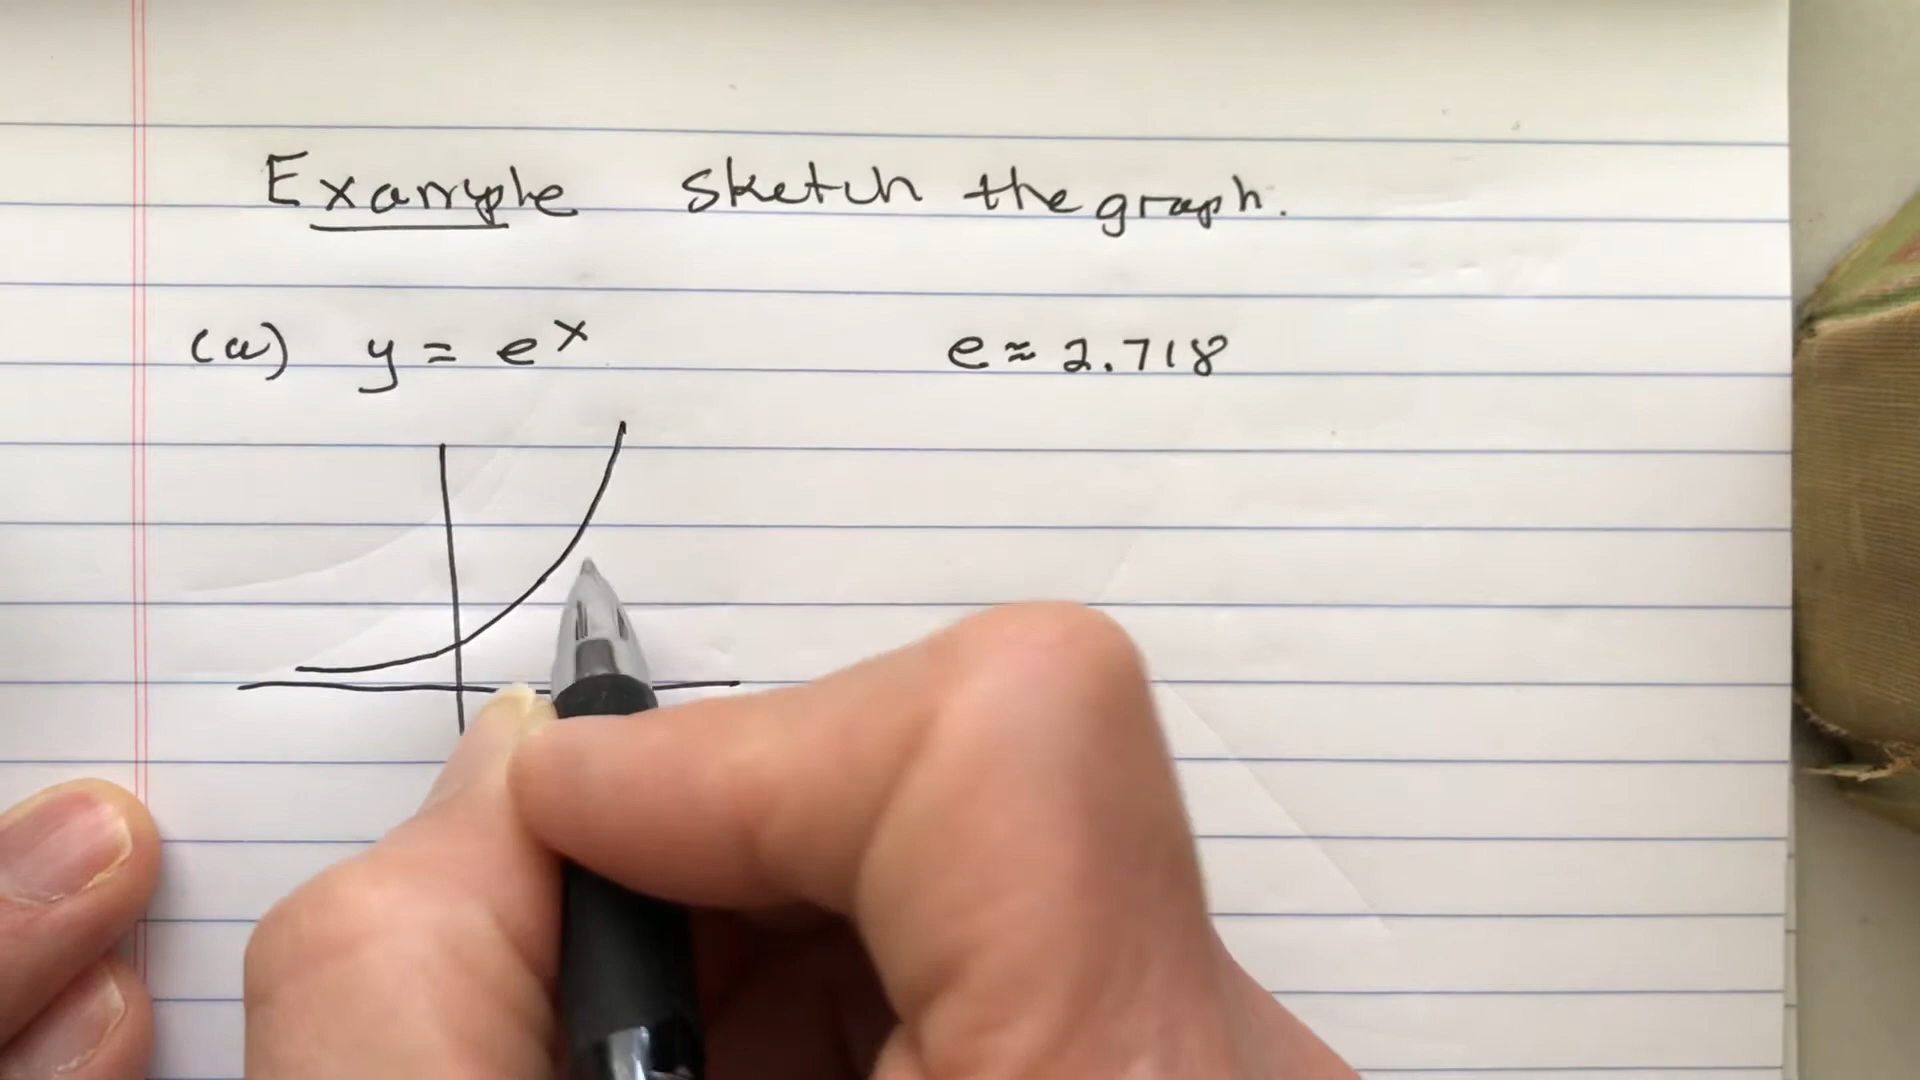 Example sketch the graph.
(a) y = e^x e ≈ 2.718